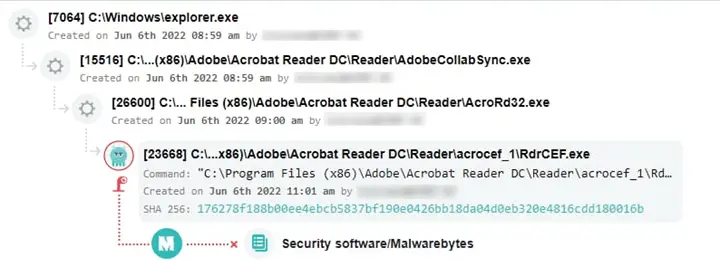 [7064] C:\Windows\explorer.exe
Created on Jun 6th 2022 08:59 am by
[15516] C:\...(x86)\Adobe\Acrobat Reader DC\Reader\AdobeCollabSync.exe
Created on Jun 6th 2022 08:59 am by
[26600] C:\... Files (x86)\Adobe\Acrobat Reader DC\Reader\AcroRd32.exe
Created on Jun 6th 2022 09:00 am by
[23668] C:\...x86)\Adobe\Acrobat Reader DC\Reader\acrocef_1\RdrCEF.exe
Command: "C:\Program Files (x86)\Adobe\Acrobat Reader DC\Reader\acrocef_1\Rd…
Created on Jun 6th 2022 11:01 am by
SHA 256: 176278f188b00ee4ebcb5837bf190e0426bb18da04d0eb320e4816cdd180016b
Security software/Malwarebytes